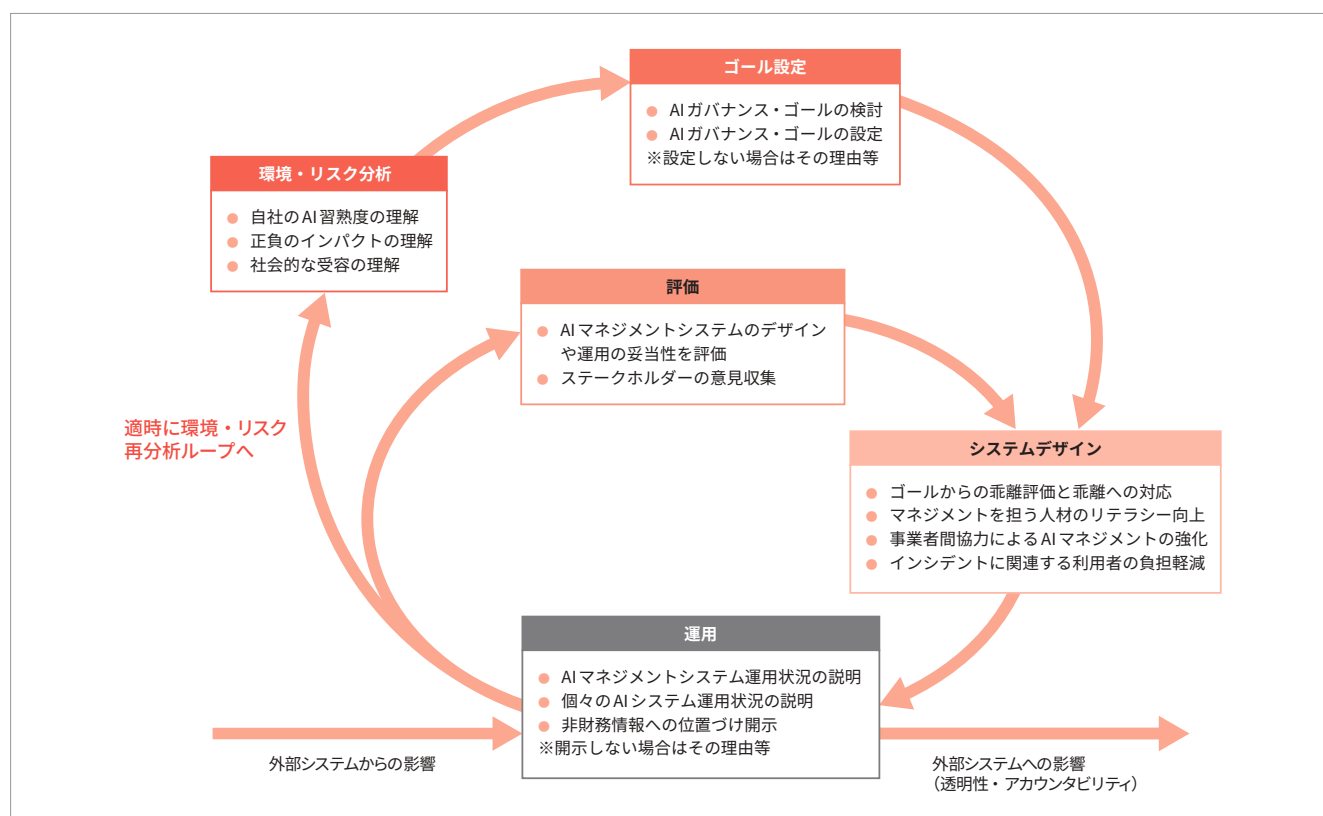 ゴール設定
● AIガバナンス・ゴールの検討
● AIガバナンス・ゴールの設定
※設定しない場合はその理由等
環境・リスク分析
● 自社のAI習熟度の理解
● 正負のインパクトの理解
● 社会的な受容の理解
評価
● AIマネジメントシステムのデザイン
や運用の妥当性を評価
● ステークホルダーの意見収集
適時に環境・リスク
再分析ループへ
システムデザイン
● ゴールからの乖離評価と乖離への対応
● マネジメントを担う人材のリテラシー向上
● 事業者間協力によるAIマネジメントの強化
● インシデントに関連する利用者の負担軽減
運用
● AIマネジメントシステム運用状況の説明
● 個々のAIシステム運用状況の説明
● 非財務情報への位置づけ開示
※開示しない場合はその理由等
外部システムからの影響
外部システムへの影響
（透明性・アカウンタビリティ）